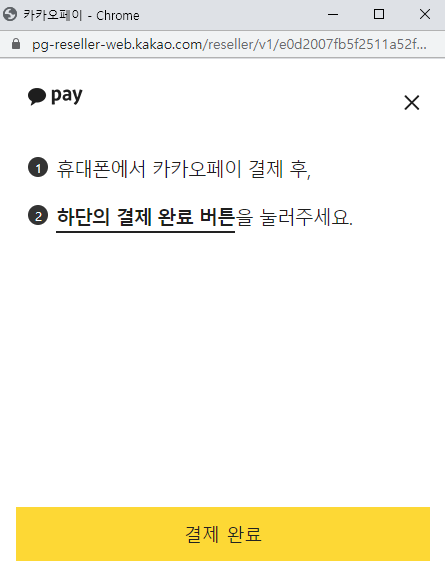 카카오페이 - Chrome
pg-reseller-web.kakao.com/reseller/v1/e0d2007fb5f2511a52f...
pay
1 휴대폰에서 카카오페이 결제 후,
2 하단의 결제 완료 버튼을 눌러주세요.
결제 완료